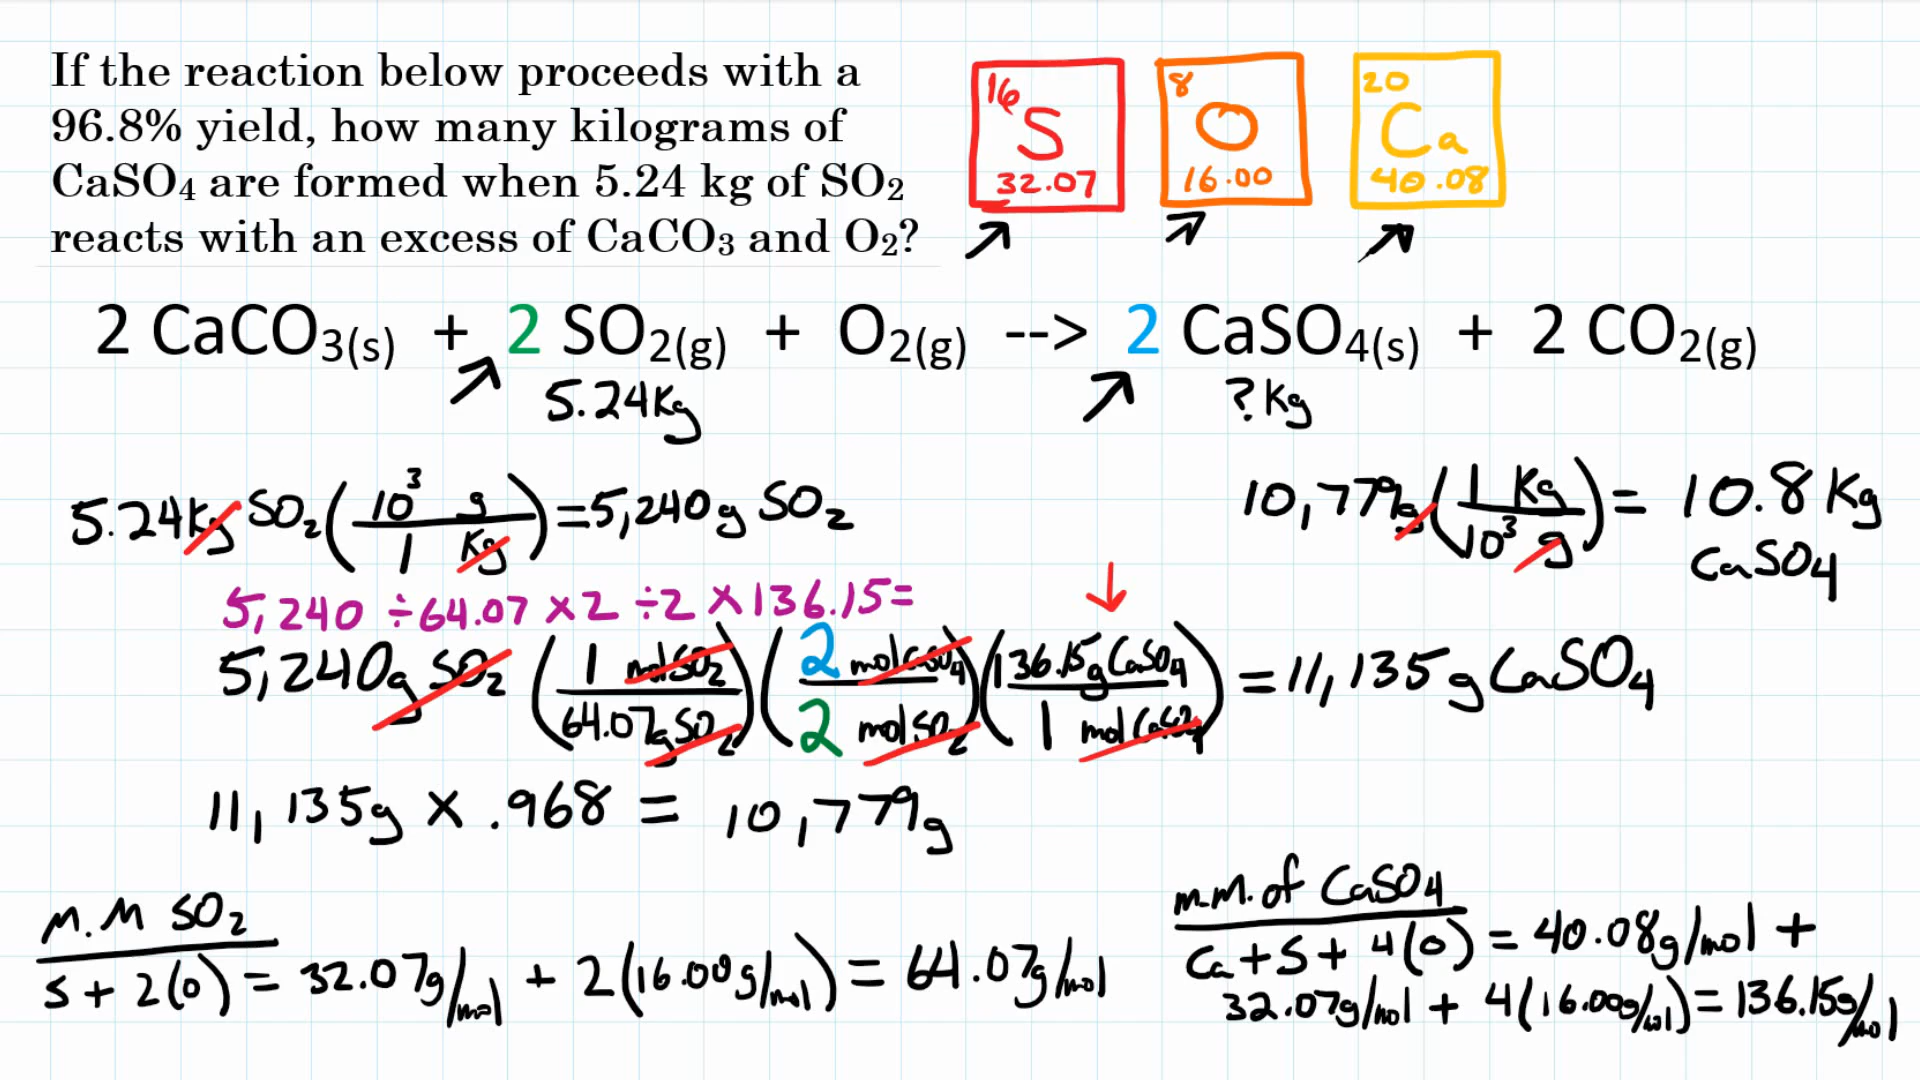 If the reaction below proceeds with a
96.8% yield, how many kilograms of
CaSO₄ are formed when 5.24 kg of SO₂
reacts with an excess of CaCO₃ and O₂?
16
S
32.07
8
O
16.00
20
Ca
40.08
2 CaCO₃(s) + 2 SO₂(g) + O₂(g) --> 2 CaSO₄(s) + 2 CO₂(g)
5.24Kg
? Kg
5.24Kg SO₂ (10³ g / 1 Kg) = 5,240g SO₂
10,779g (1 Kg / 10³ g) = 10.8 Kg
CaSO4
5,240 ÷ 64.07 × 2 ÷ 2 × 136.15 =
5,240g SO₂ (1 mol SO₂ / 64.07g SO₂) (2 mol CaSO4 / 2 mol SO₂) (136.15g CaSO4 / 1 mol CaSO4) = 11,135g CaSO4
11,135g × .968 = 10,779g
M.M SO₂
S + 2(O) = 32.07g/mol + 2(16.00g/mol) = 64.07g/mol
M.M. of CaSO4
Ca + S + 4(O) = 40.08g/mol +
32.07g/mol + 4(16.00g/mol) = 136.15g/mol